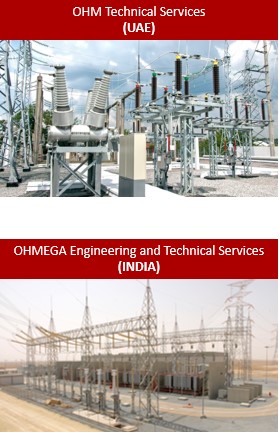 OHM Technical Services
(UAE)
OHMEGA Engineering and Technical Services
(INDIA)